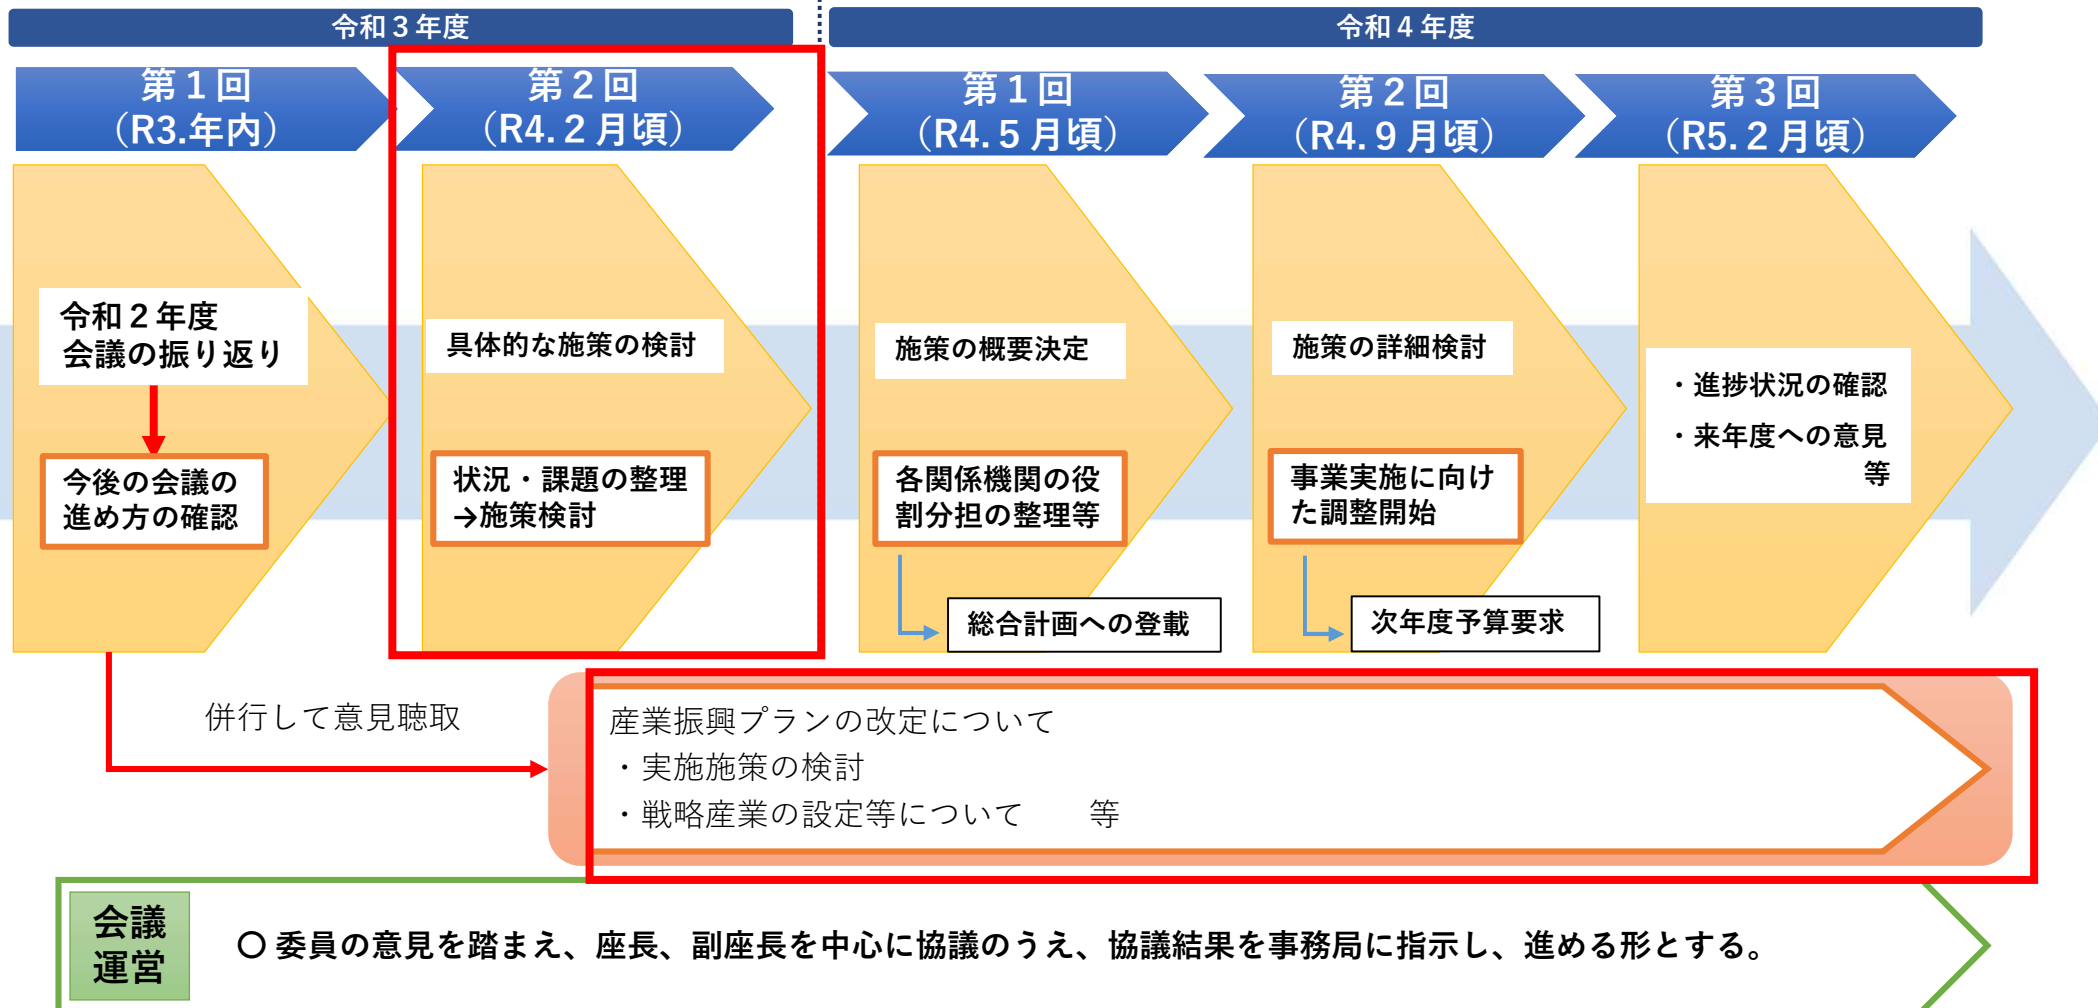 令和３年度
令和４年度
第１回
（R3.年内）
第２回
（R4.２月頃）
第１回
（R4.５月頃）
第２回
（R4.９月頃）
第３回
（R5.２月頃）
令和２年度
会議の振り返り
今後の会議の
進め方の確認
具体的な施策の検討
状況・課題の整理
→施策検討
施策の概要決定
各関係機関の役
割分担の整理等
総合計画への登載
施策の詳細検討
事業実施に向け
た調整開始
次年度予算要求
・進捗状況の確認
・来年度への意見
等
併行して意見聴取
産業振興プランの改定について
・実施施策の検討
・戦略産業の設定等について　　等
会議
運営
〇 委員の意見を踏まえ、座長、副座長を中心に協議のうえ、協議結果を事務局に指示し、進める形とする。